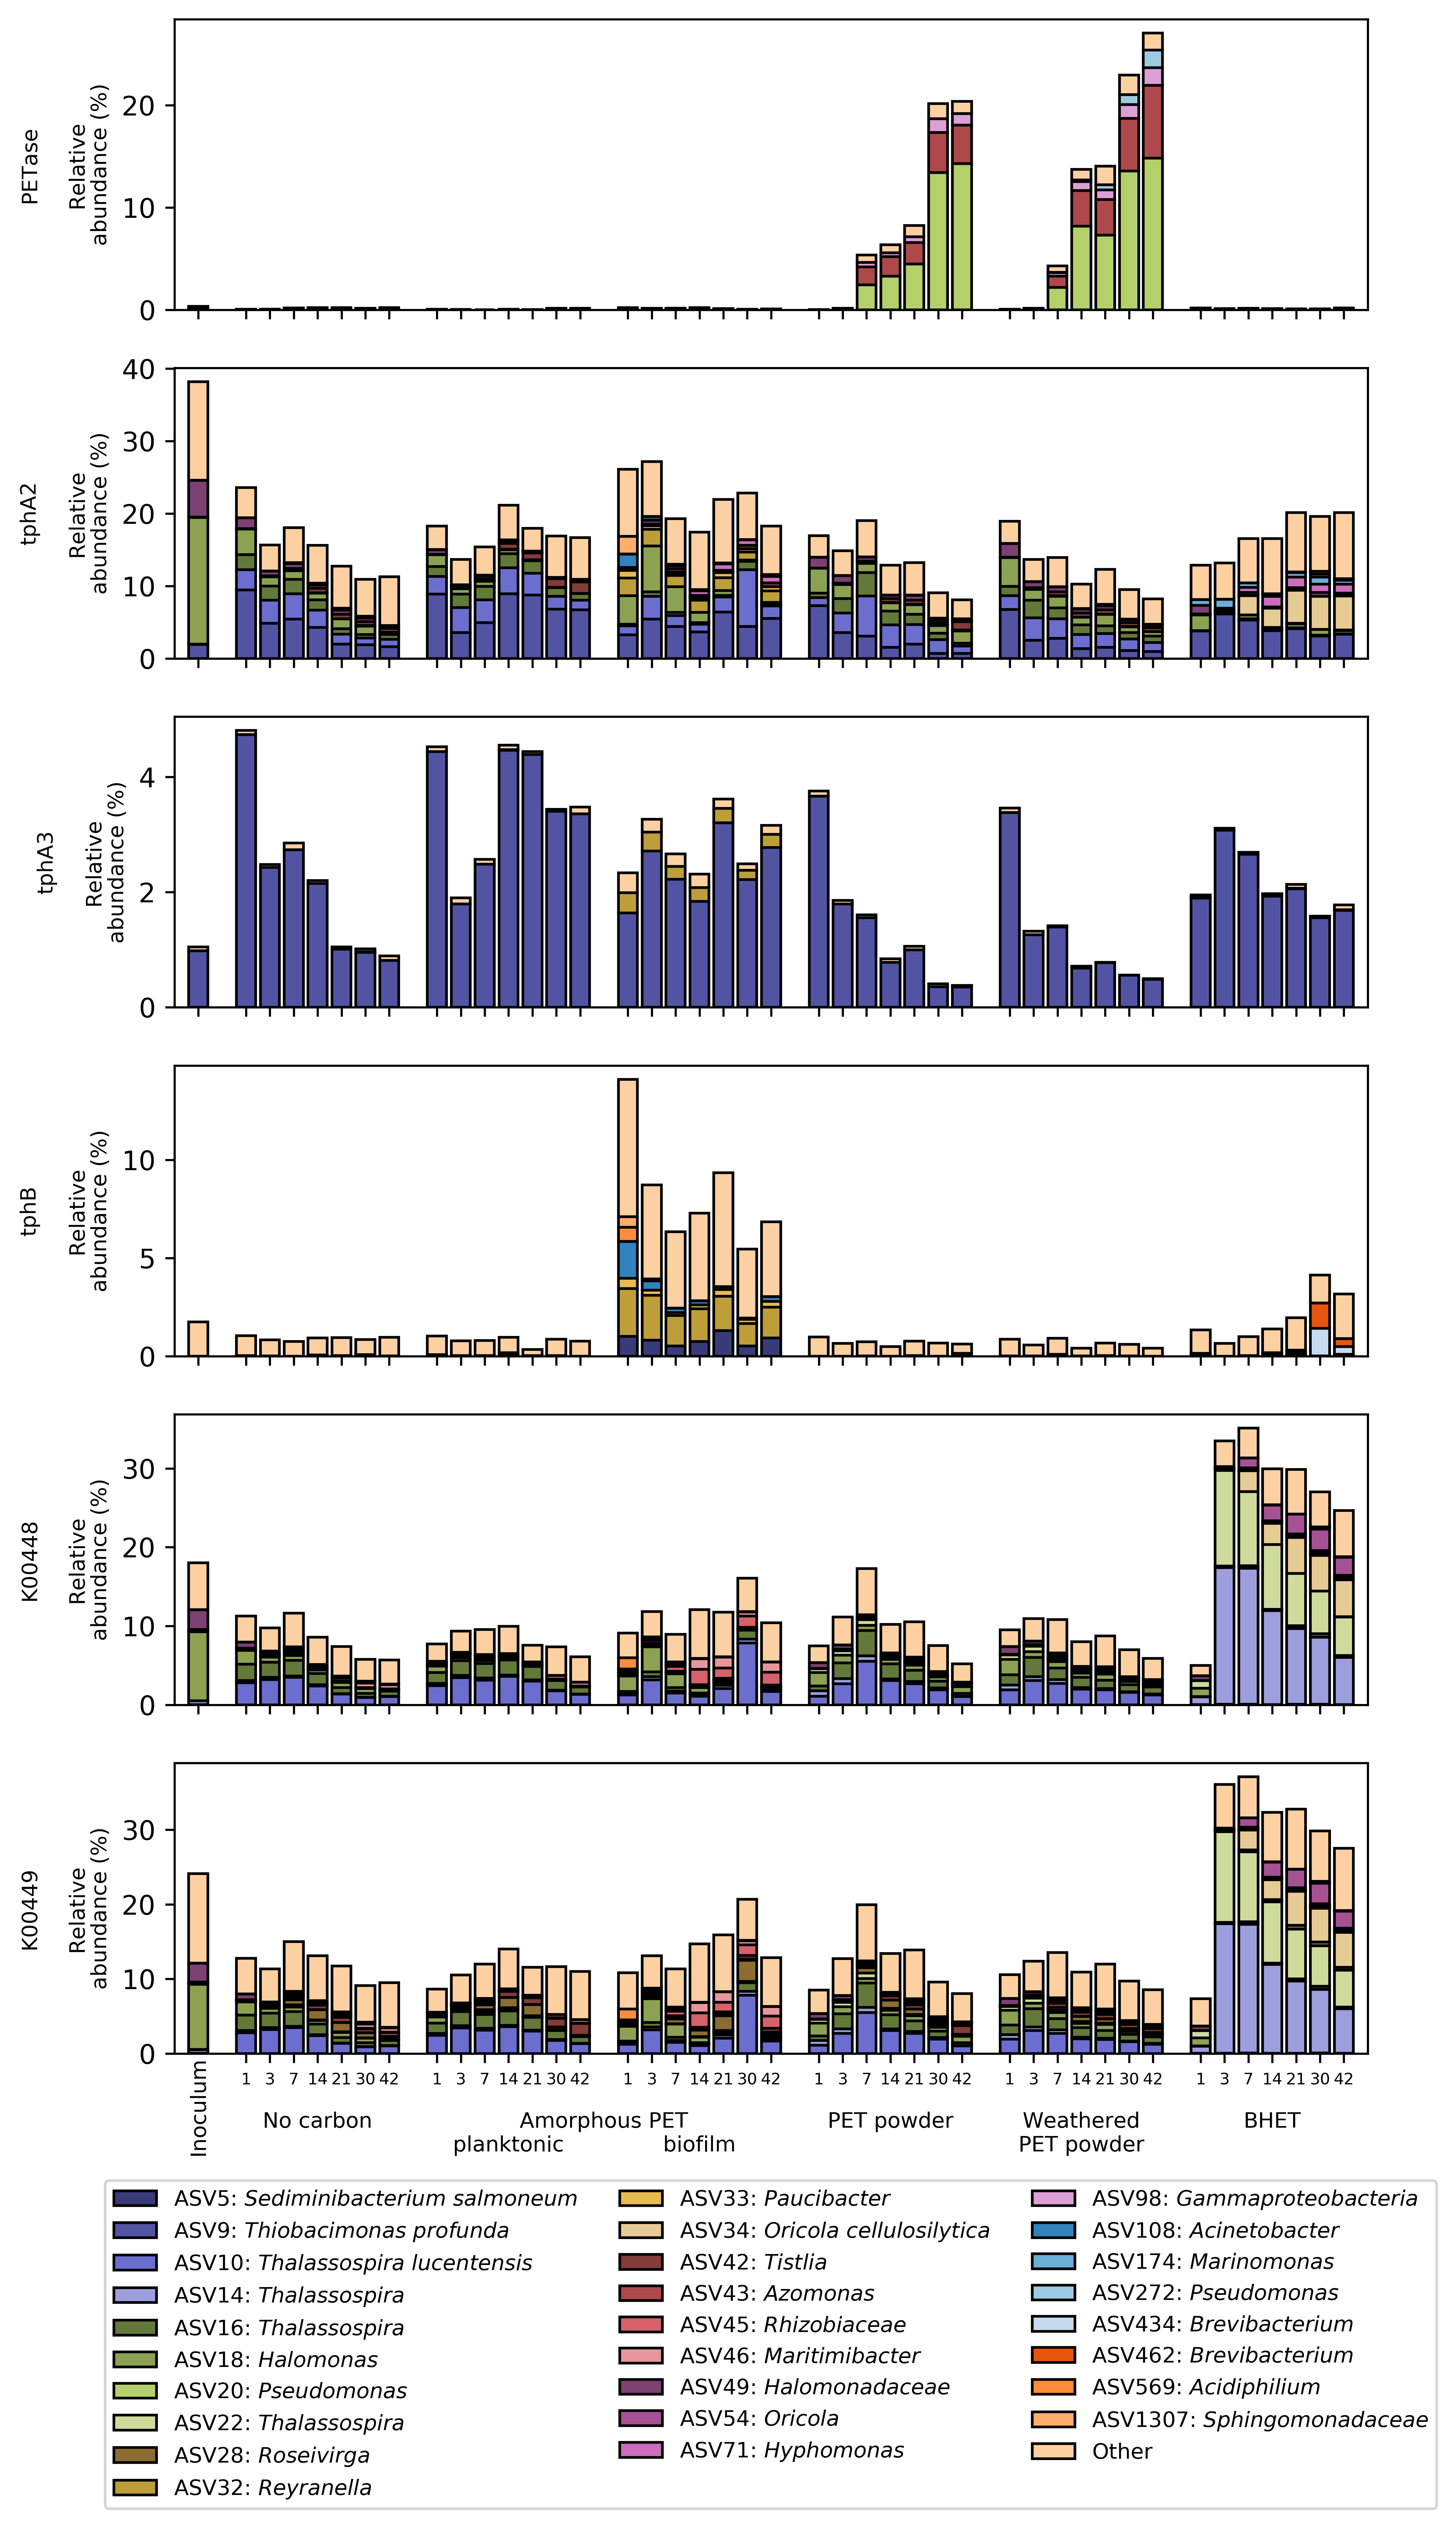 PETase
Relative
abundance (%)
20
10
0
tphA2
Relative
abundance (%)
40
30
20
10
0
tphA3
Relative
abundance (%)
4
2
0
tphB
Relative
abundance (%)
10
5
0
K00448
Relative
abundance (%)
30
20
10
0
K00449
Relative
abundance (%)
30
20
10
0
Inoculum
1 3 7 14 21 30 42 1 3 7 14 21 30 42 1 3 7 14 21 30 42 1 3 7 14 21 30 42 1 3 7 14 21 30 42 1 3 7 14 21 30 42
No carbon
Amorphous PET
planktonic biofilm
PET powder
Weathered
PET powder
BHET
ASV5: Sediminibacterium salmoneum
ASV9: Thiobacimonas profunda
ASV10: Thalassospira lucentensis
ASV14: Thalassospira
ASV16: Thalassospira
ASV18: Halomonas
ASV20: Pseudomonas
ASV22: Thalassospira
ASV28: Roseivirga
ASV32: Reyranella
ASV33: Paucibacter
ASV34: Oricola cellulosilytica
ASV42: Tistlia
ASV43: Azomonas
ASV45: Rhizobiaceae
ASV46: Maritimibacter
ASV49: Halomonadaceae
ASV54: Oricola
ASV71: Hyphomonas
ASV98: Gammaproteobacteria
ASV108: Acinetobacter
ASV174: Marinomonas
ASV272: Pseudomonas
ASV434: Brevibacterium
ASV462: Brevibacterium
ASV569: Acidiphilium
ASV1307: Sphingomonadaceae
Other